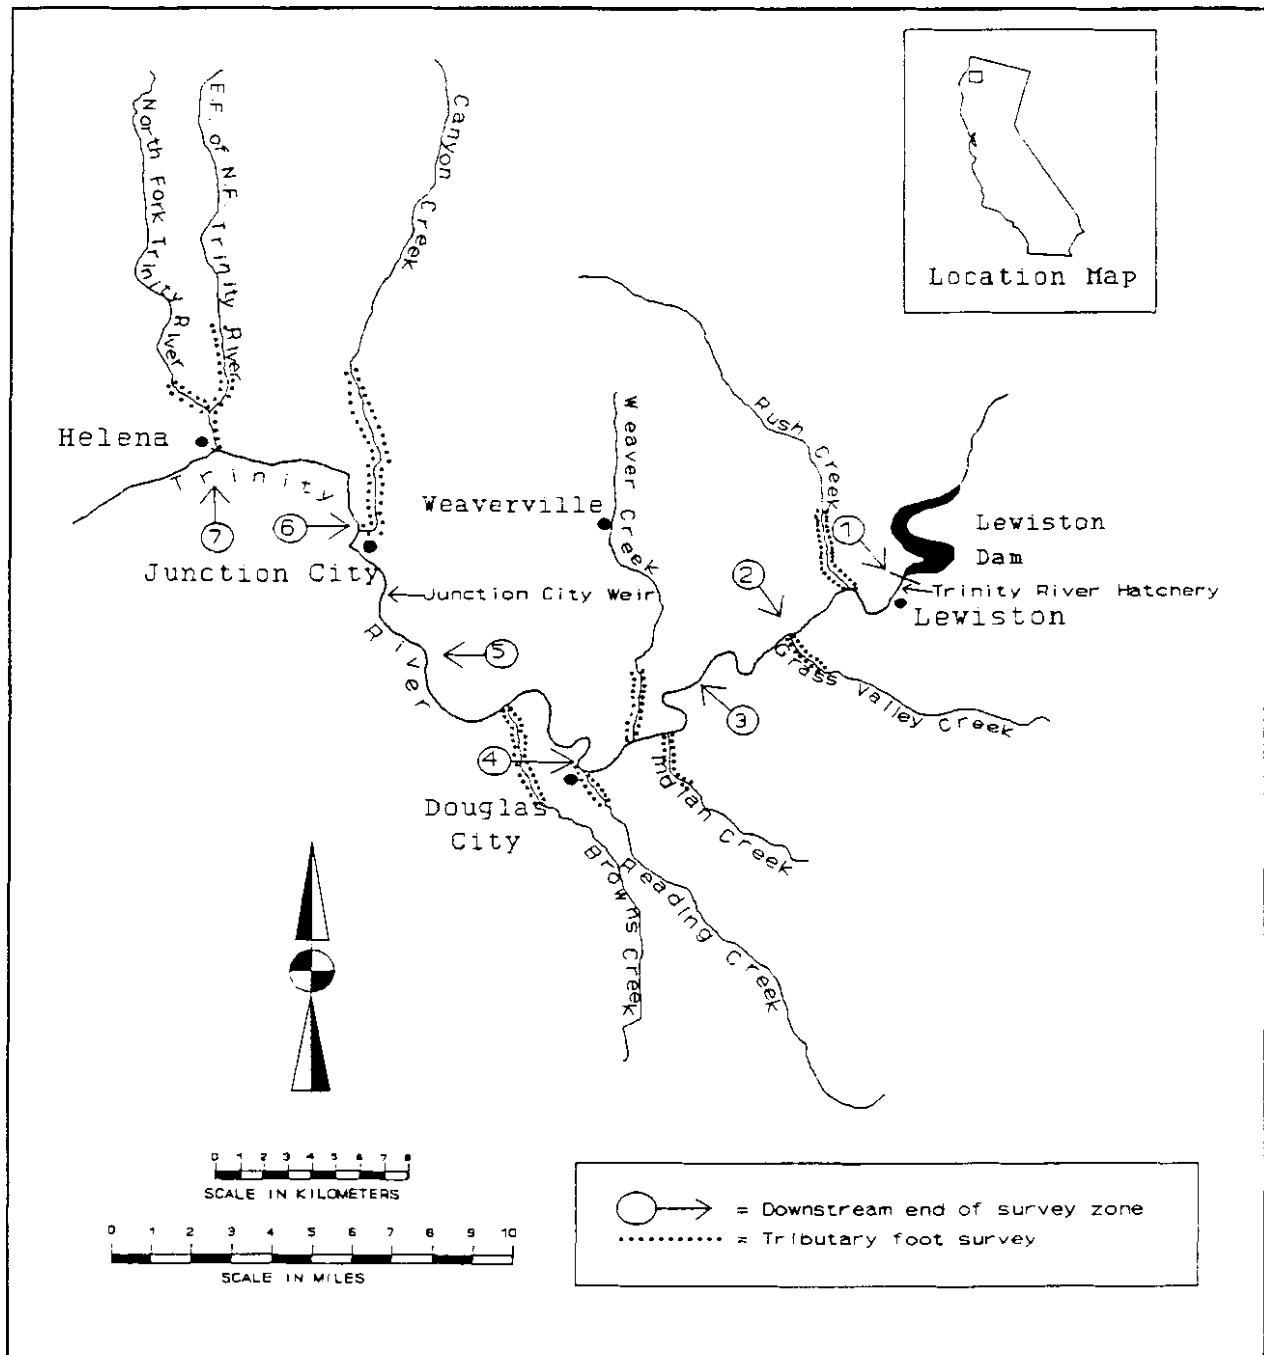 North Fork Trinity River
E.F. of N.F. Trinity River
Canyon Creek
Location Map
Rush Creek
Weaver Creek
Helena
Trinity
Weaverville
Lewiston
Dam
1
2
3
4
5
6
7
Junction City
Junction City Weir
Trinity River Hatchery
Lewiston
River
Grass Valley Creek
Indian Creek
Douglas
City
Browns Creek
Reading Creek
0 1 2 3 4 5 6 7 8
SCALE IN KILOMETERS
0 1 2 3 4 5 6 7 8 9 10
SCALE IN MILES
= Downstream end of survey zone
= Tributary foot survey